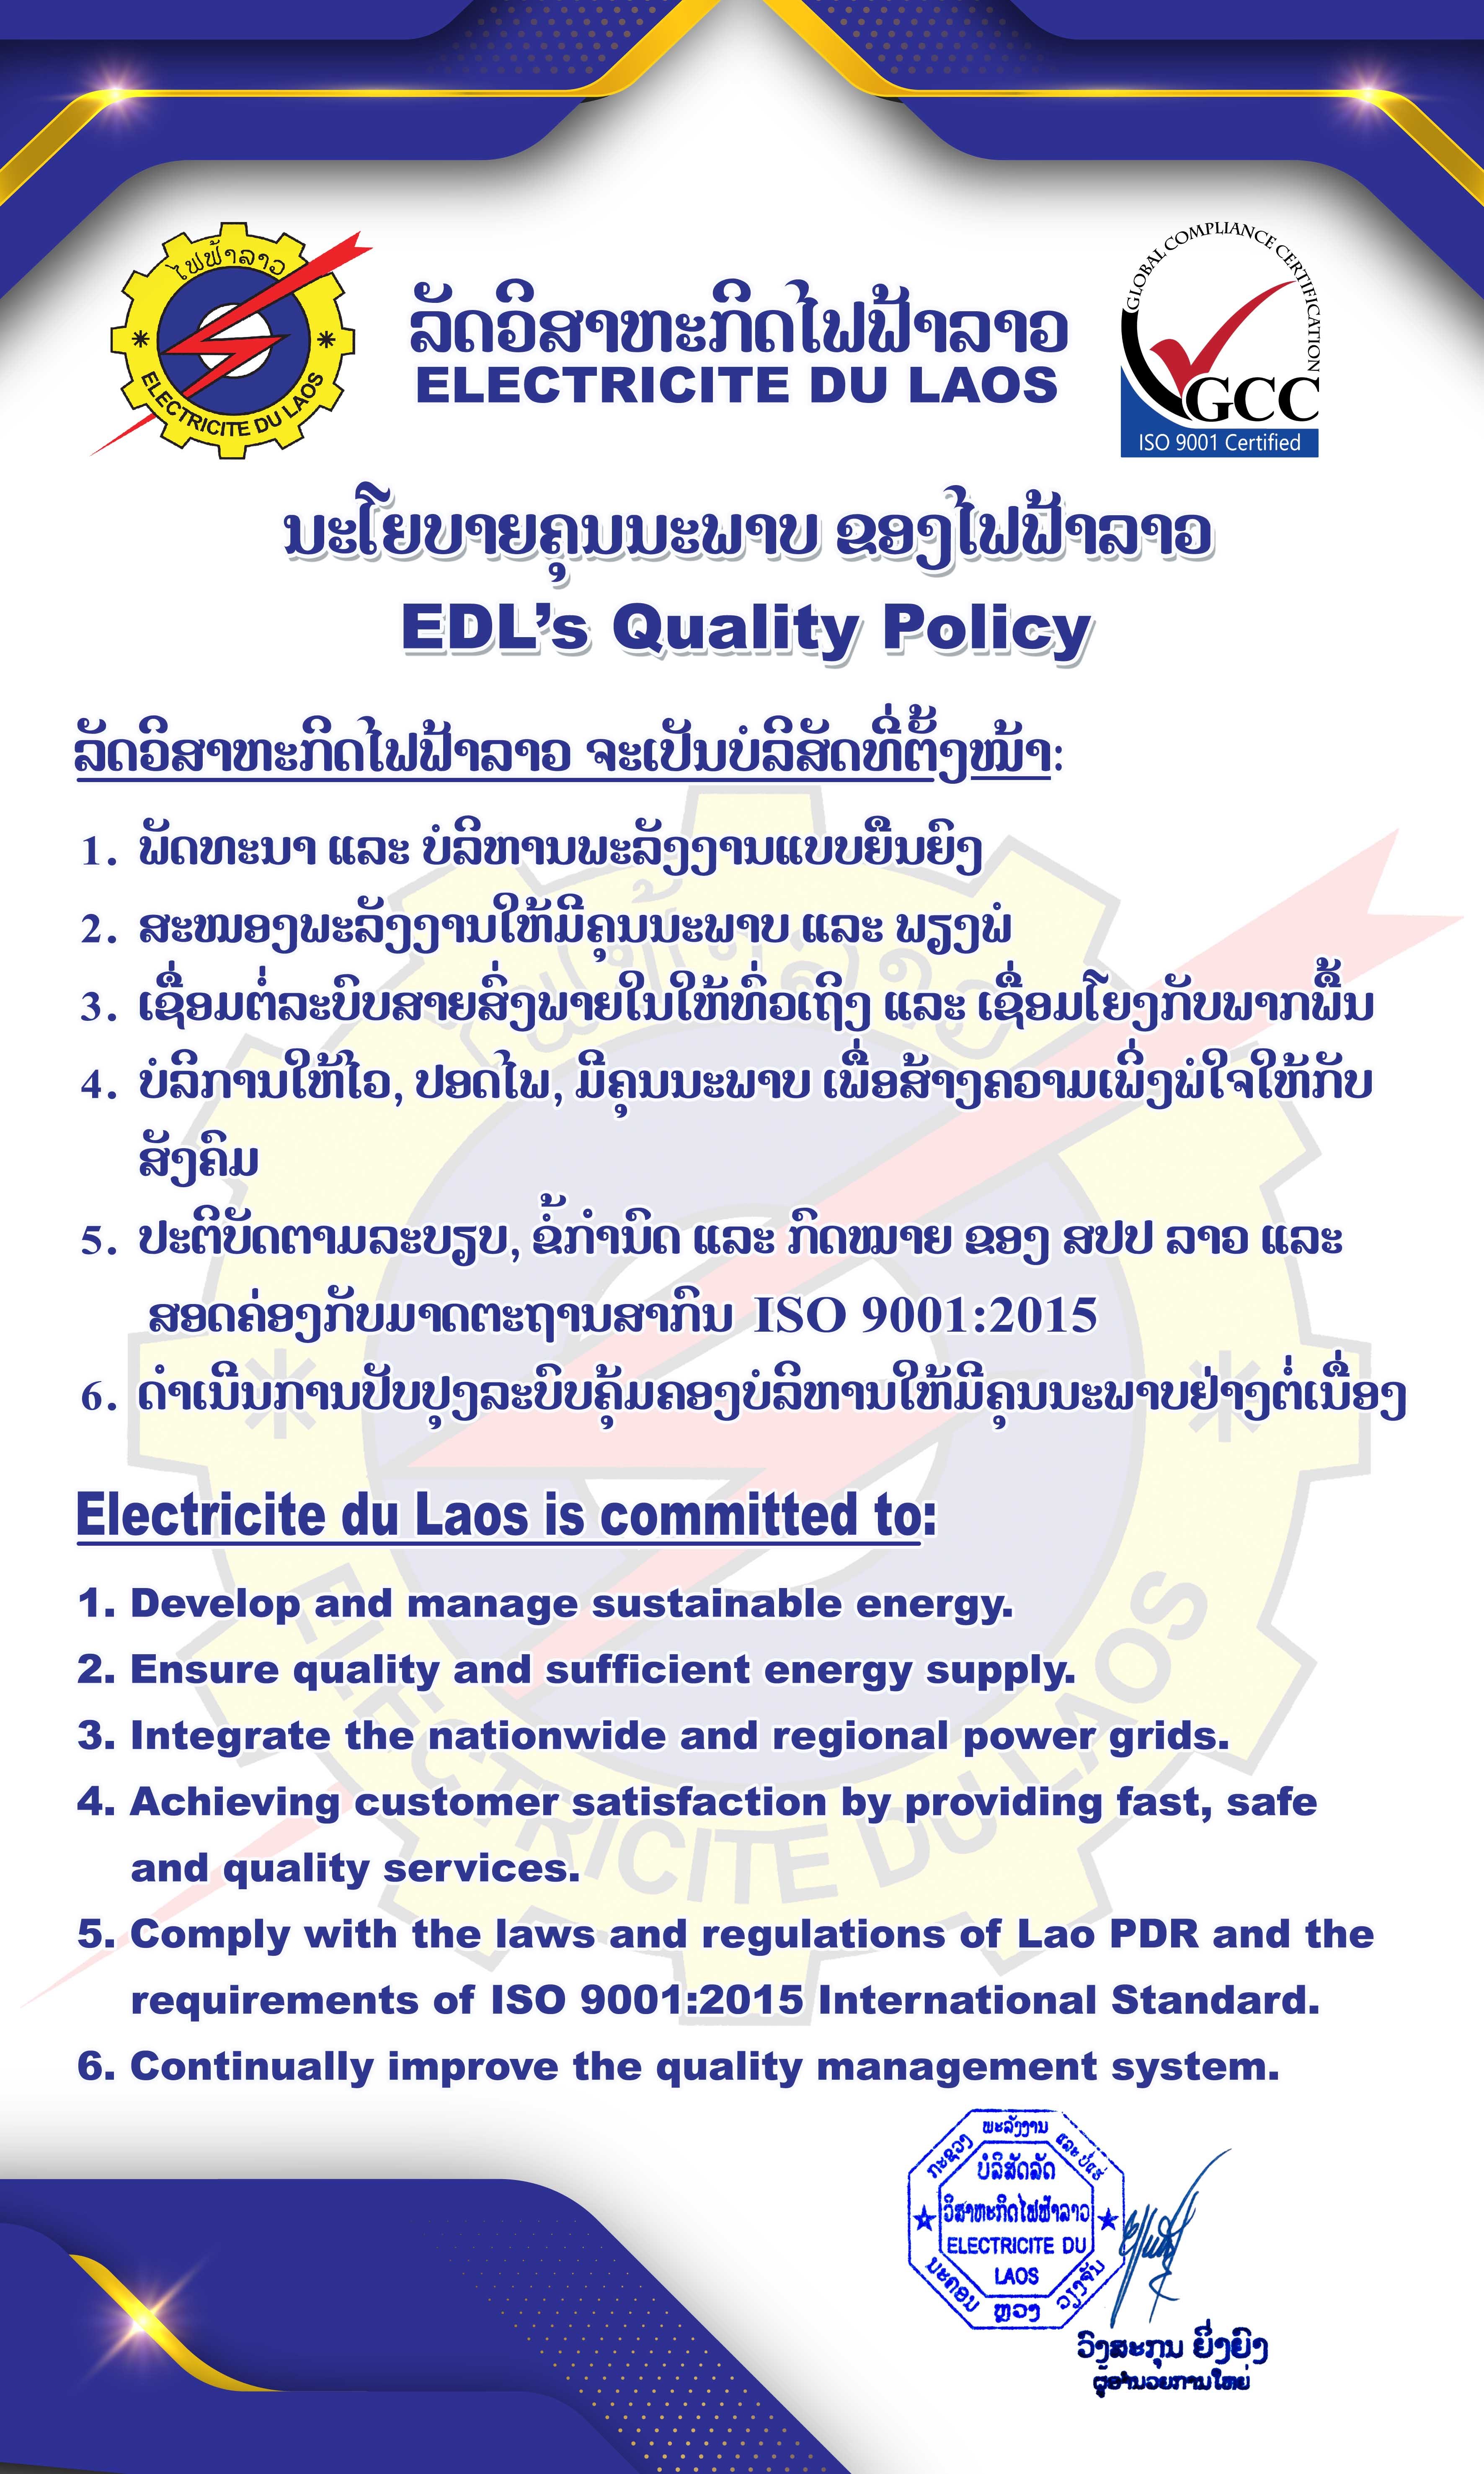 ໄຟຟ້າລາວ
ELECTRICITE DU LAOS
ລັດວິສາຫະກິດໄຟຟ້າລາວ
ELECTRICITE DU LAOS
GLOBAL COMPLIANCE CERTIFICATION
GCC
ISO 9001 Certified
ນະໂຍບາຍຄຸນນະພາບ ຂອງໄຟຟ້າລາວ
EDL’s Quality Policy
ລັດວິສາຫະກິດໄຟຟ້າລາວ ຈະເປັນບໍລິສັດທີ່ຕັ້ງໜ້າ:
1. ພັດທະນາ ແລະ ບໍລິຫານພະລັງງານແບບຍືນຍົງ
2. ສະໜອງພະລັງງານໃຫ້ມີຄຸນນະພາບ ແລະ ພຽງພໍ
3. ເຊື່ອມຕໍ່ລະບົບສາຍສົ່ງພາຍໃນໃຫ້ທົ່ວເຖິງ ແລະ ເຊື່ອມໂຍງກັບພາກພື້ນ
4. ບໍລິການໃຫ້ໄວ, ປອດໄພ, ມີຄຸນນະພາບ ເພື່ອສ້າງຄວາມເພິ່ງພໍໃຈໃຫ້ກັບ
ສັງຄົມ
5. ປະຕິບັດຕາມລະບຽບ, ຂໍ້ກຳນົດ ແລະ ກົດໝາຍ ຂອງ ສປປ ລາວ ແລະ
ສອດຄ່ອງກັບມາດຕະຖານສາກົນ ISO 9001:2015
6. ດຳເນີນການປັບປຸງລະບົບຄຸ້ມຄອງບໍລິຫານໃຫ້ມີຄຸນນະພາບຢ່າງຕໍ່ເນື່ອງ
Electricite du Laos is committed to:
1. Develop and manage sustainable energy.
2. Ensure quality and sufficient energy supply.
3. Integrate the nationwide and regional power grids.
4. Achieving customer satisfaction by providing fast, safe
and quality services.
5. Comply with the laws and regulations of Lao PDR and the
requirements of ISO 9001:2015 International Standard.
6. Continually improve the quality management system.
ກະຊວງ ພະລັງງານ ແລະ ບໍ່ແຮ່
ບໍລິສັດລັດ
ວິສາຫະກິດໄຟຟ້າລາວ
ELECTRICITE DU
LAOS
ນະຄອນ ຫຼວງ ວຽງຈັນ
ວົງສະກຸນ ຍິ່ງຍົງ
ຜູ້ອຳນວຍການໃຫຍ່